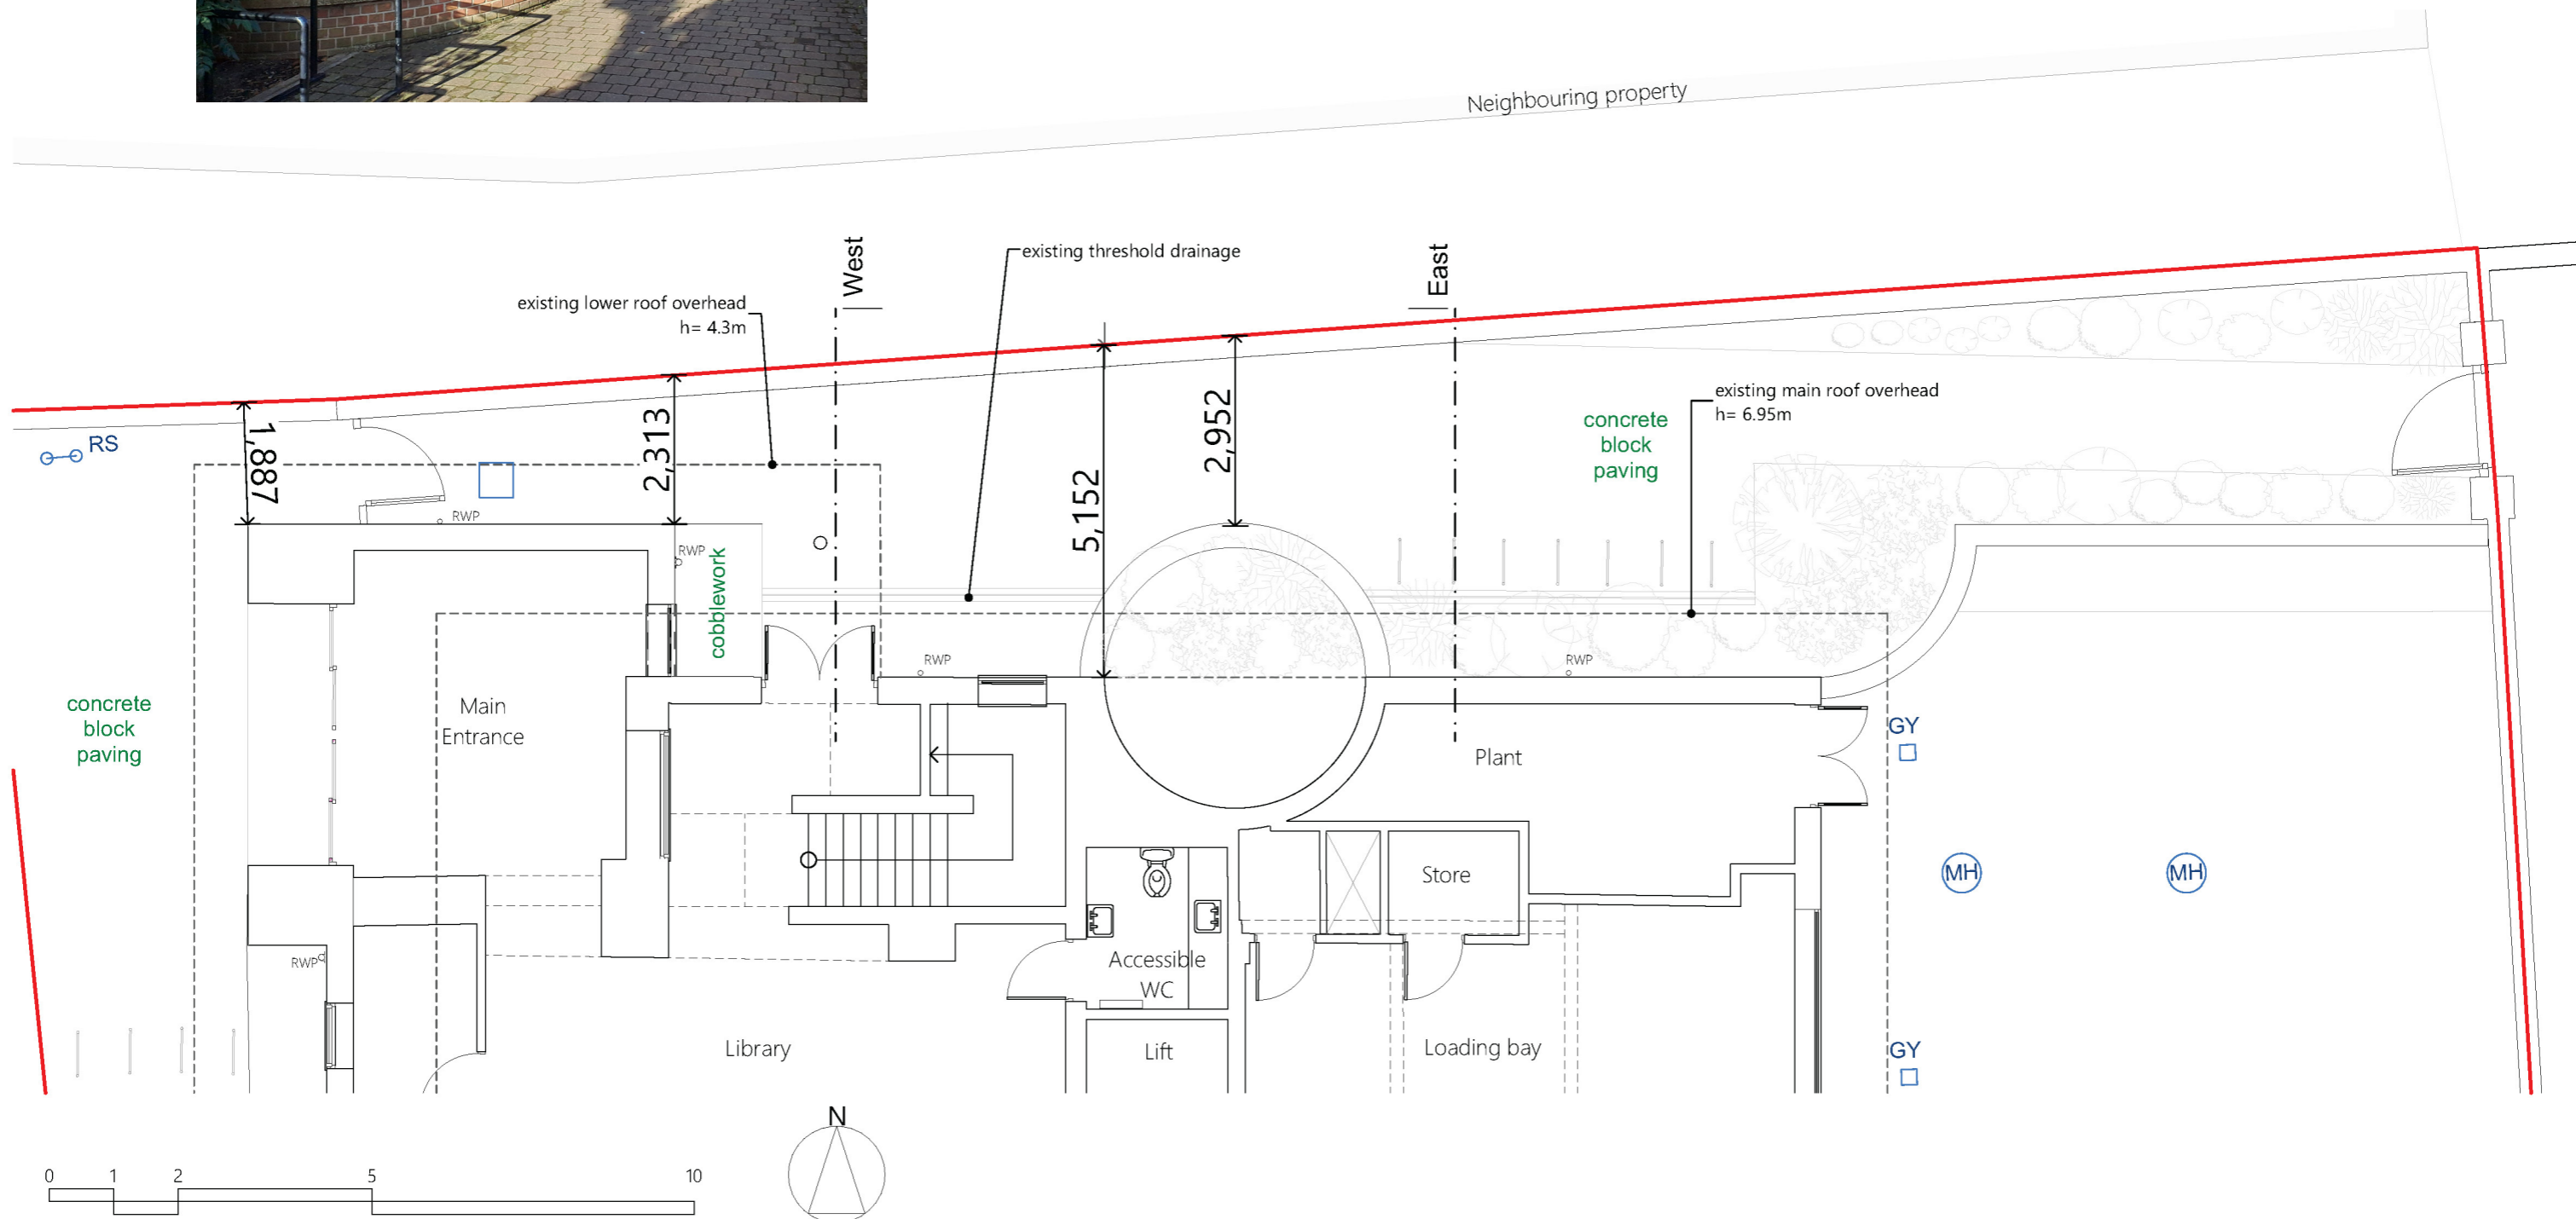 Neighbouring property
West
East
existing threshold drainage
existing lower roof overhead
h= 4.3m
existing main roof overhead
h= 6.95m
RS
1,887
2,313
5,152
2,952
concrete
block
paving
RWP
RWP
cobblework
RWP
RWP
concrete
block
paving
Main
Entrance
Plant
GY
MH
MH
Store
RWP
Accessible
WC
Library
Lift
Loading bay
GY
N
0 1 2 5 10